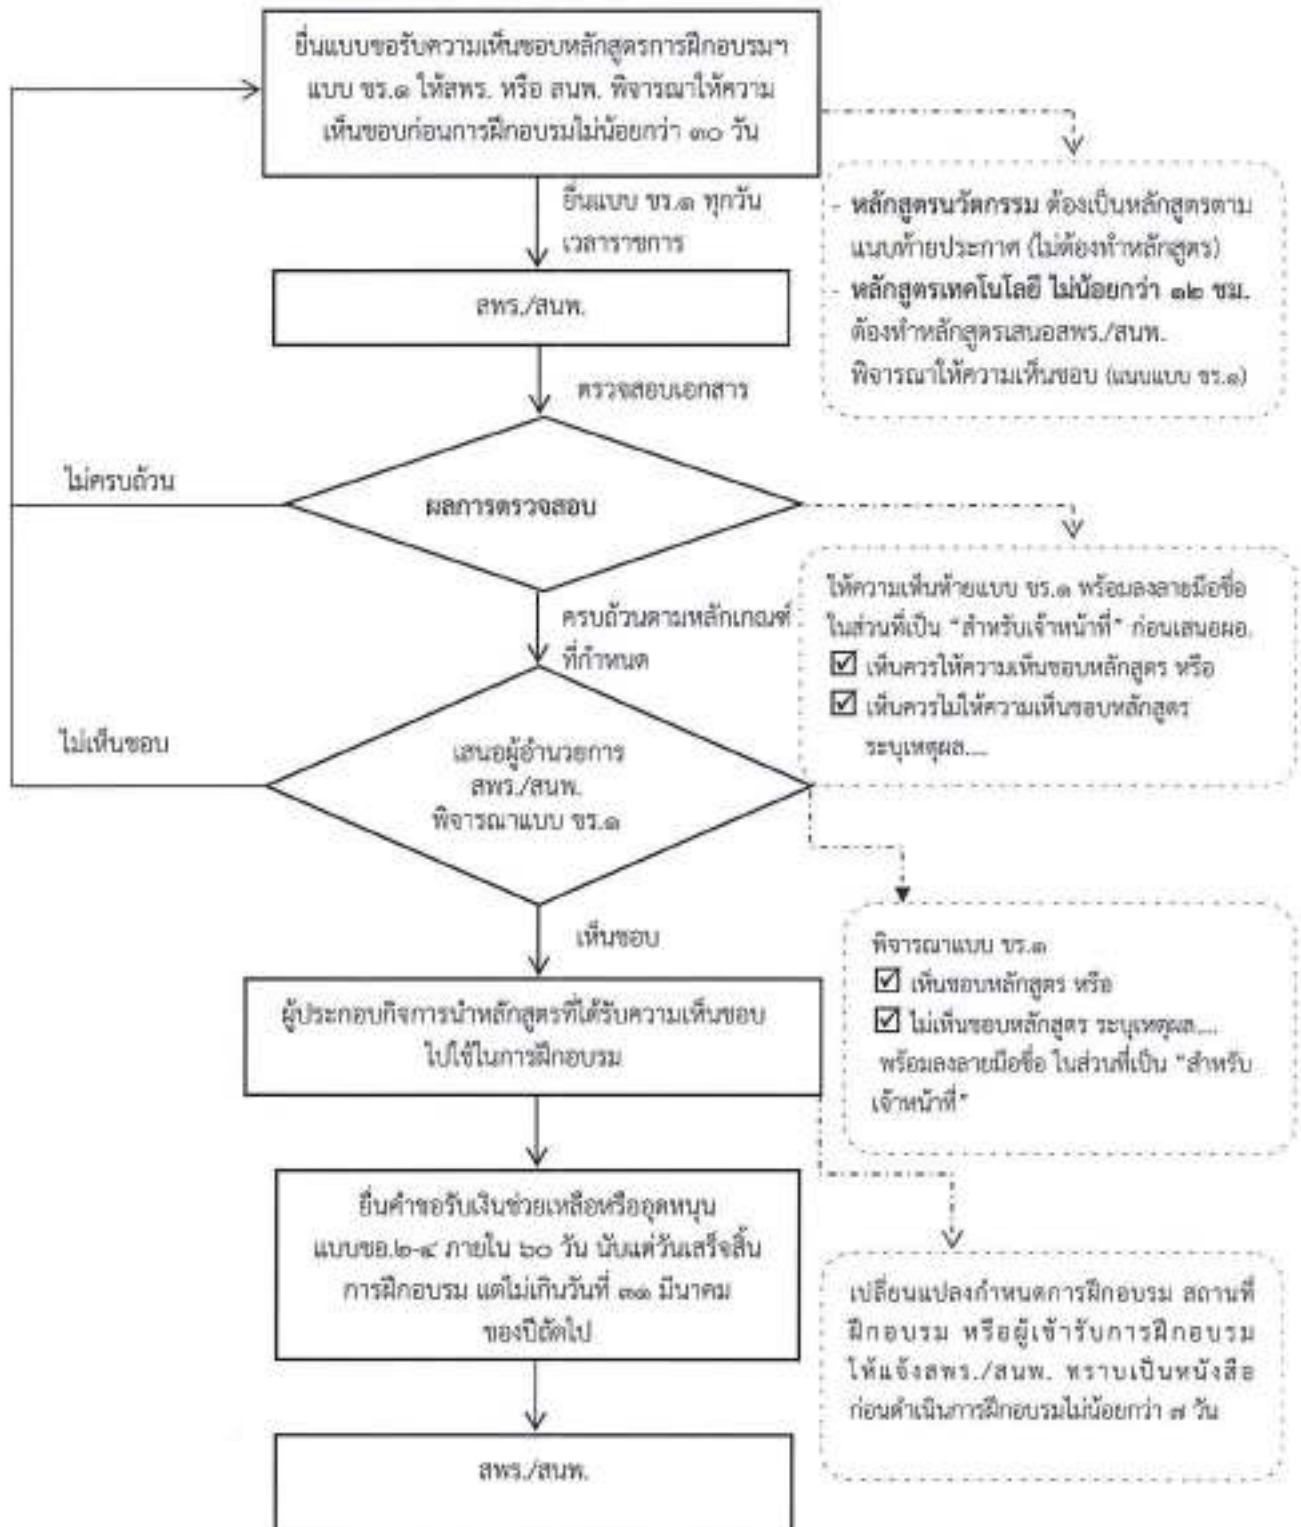 ยื่นแบบขอรับความเห็นชอบหลักสูตรการฝึกอบรมฯ
แบบ ขร.๑ ให้สพร. หรือ สนพ. พิจารณาให้ความ
เห็นชอบก่อนการฝึกอบรมไม่น้อยกว่า ๓๐ วัน
ยื่นแบบ ขร.๑ ทุกวัน
เวลาราชการ
- หลักสูตรนวัตกรรม ต้องเป็นหลักสูตรตาม
แนบท้ายประกาศ (ไม่ต้องทำหลักสูตร)
- หลักสูตรเทคโนโลยี ไม่น้อยกว่า ๑๒ ชม.
ต้องทำหลักสูตรเสนอสพร./สนพ.
พิจารณาให้ความเห็นชอบ (แนบแบบ ขร.๑)
สพร./สนพ.
ตรวจสอบเอกสาร
ไม่ครบถ้วน
ผลการตรวจสอบ
ให้ความเห็นท้ายแบบ ขร.๑ พร้อมลงลายมือชื่อ
ในส่วนที่เป็น "สำหรับเจ้าหน้าที่" ก่อนเสนอผอ.
☑ เห็นควรให้ความเห็นชอบหลักสูตร หรือ
☑ เห็นควรไม่ให้ความเห็นชอบหลักสูตร
ระบุเหตุผล....
ครบถ้วนตามหลักเกณฑ์
ที่กำหนด
ไม่เห็นชอบ
เสนอผู้อำนวยการ
สพร./สนพ.
พิจารณาแบบ ขร.๑
พิจารณาแบบ ขร.๑
☑ เห็นชอบหลักสูตร หรือ
☑ ไม่เห็นชอบหลักสูตร ระบุเหตุผล....
พร้อมลงลายมือชื่อ ในส่วนที่เป็น "สำหรับ
เจ้าหน้าที่"
เห็นชอบ
ผู้ประกอบกิจการนำหลักสูตรที่ได้รับความเห็นชอบ
ไปใช้ในการฝึกอบรม
ยื่นคำขอรับเงินช่วยเหลือหรืออุดหนุน
แบบขอ.๒-๔ ภายใน ๖๐ วัน นับแต่วันเสร็จสิ้น
การฝึกอบรม แต่ไม่เกินวันที่ ๓๑ มีนาคม
ของปีถัดไป
เปลี่ยนแปลงกำหนดการฝึกอบรม สถานที่
ฝึกอบรม หรือผู้เข้ารับการฝึกอบรม
ให้แจ้งสพร./สนพ. ทราบเป็นหนังสือ
ก่อนดำเนินการฝึกอบรมไม่น้อยกว่า ๗ วัน
สพร./สนพ.